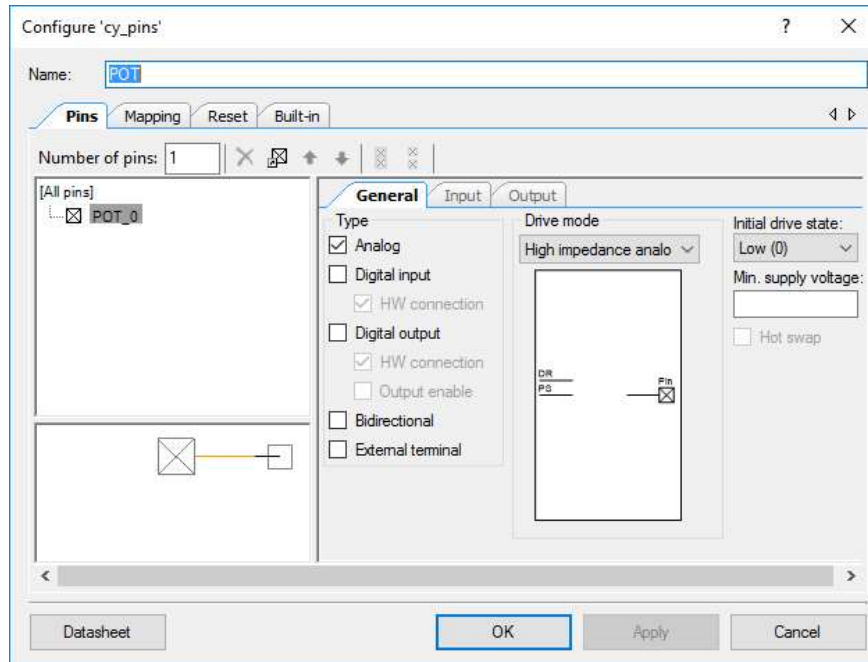 Configure 'cy_pins'
?
Name: POT
Pins Mapping Reset Built-in
Number of pins: 1
[All pins]
POT_0
General Input Output
Type
Analog
Digital input
HW connection
Digital output
HW connection
Output enable
Bidirectional
External terminal
Drive mode
High impedance analo
DR
PS
Pin
Initial drive state:
Low (0)
Min. supply voltage:
Hot swap
Datasheet OK Apply Cancel